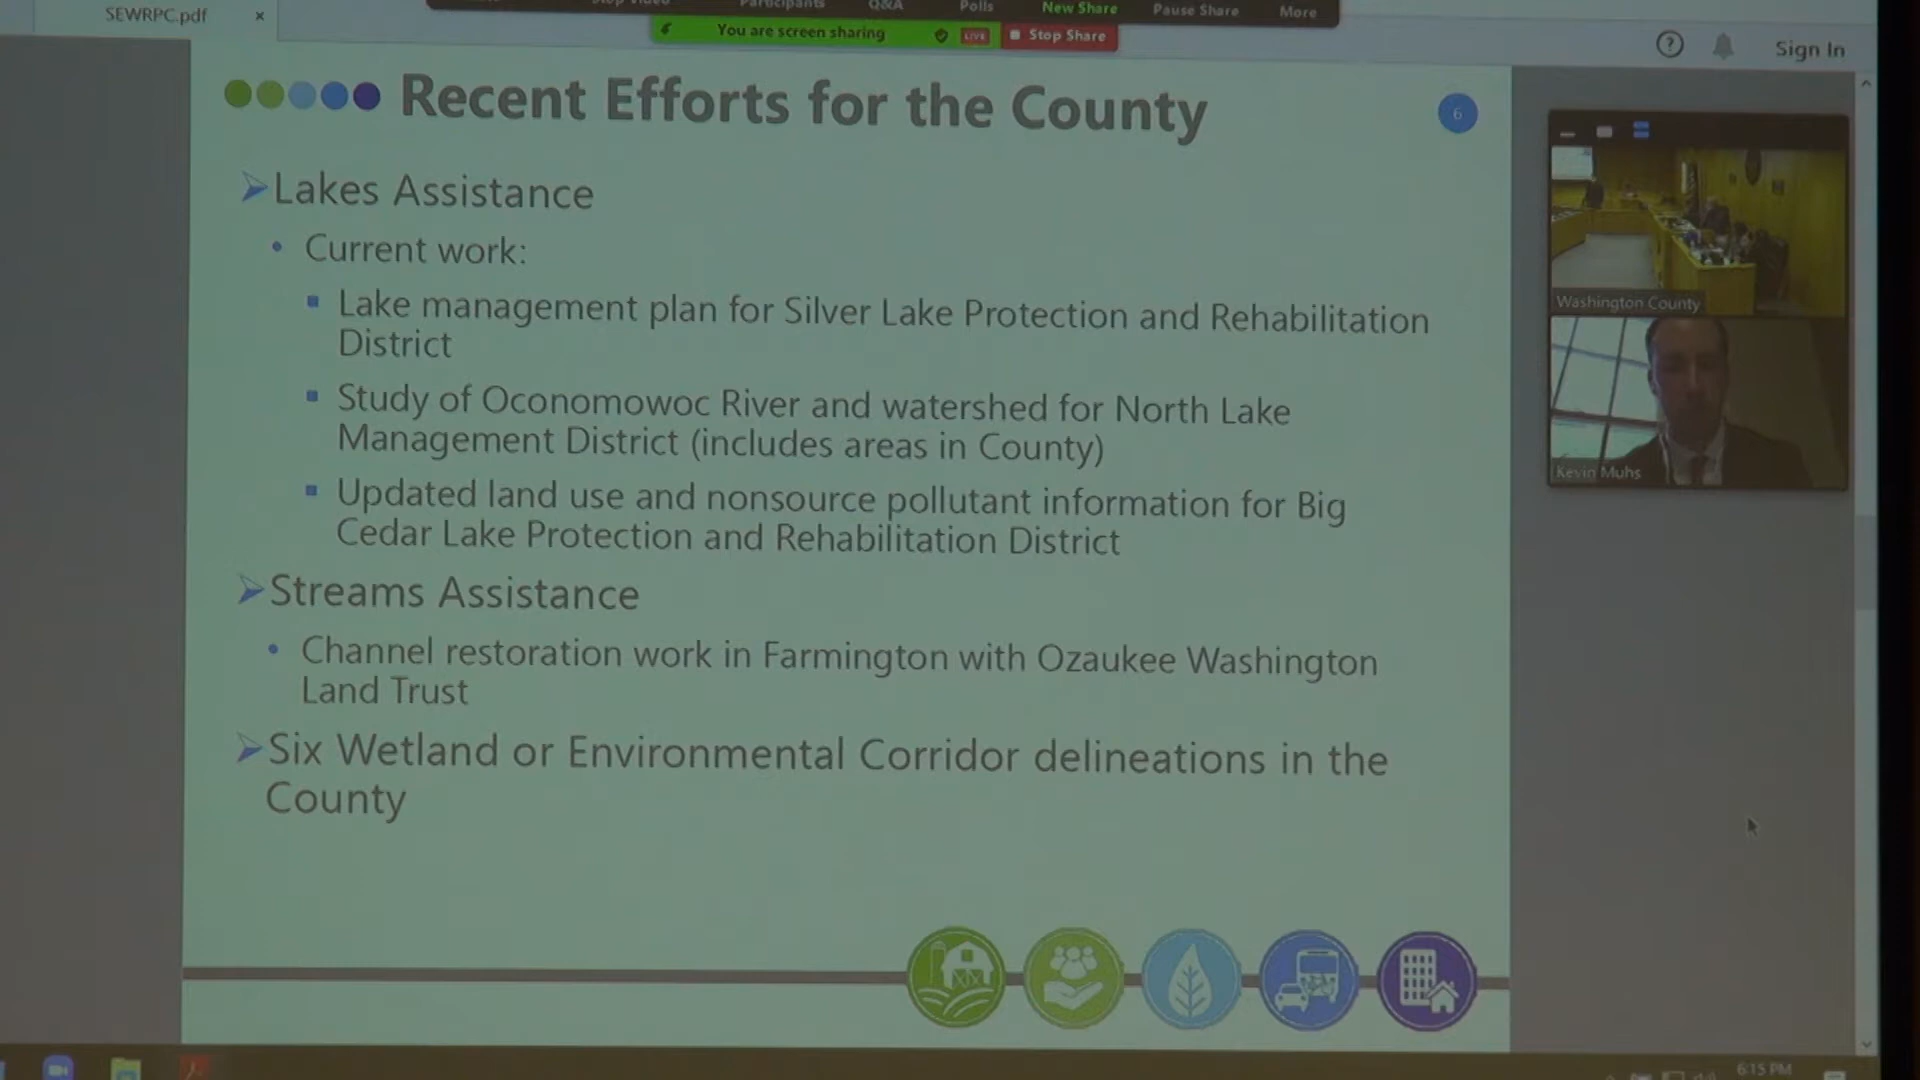 SEWRPC.pdf
Participants
Q&A
Polls
New Share
Pause Share
More
You are screen sharing
LIVE
Stop Share
Sign In
Recent Efforts for the County
6
Lakes Assistance
Current work:
Lake management plan for Silver Lake Protection and Rehabilitation
District
Study of Oconomowoc River and watershed for North Lake
Management District (includes areas in County)
Updated land use and nonsource pollutant information for Big
Cedar Lake Protection and Rehabilitation District
Streams Assistance
Channel restoration work in Farmington with Ozaukee Washington
Land Trust
Six Wetland or Environmental Corridor delineations in the
County
Washington County
Kevin Muhs
6:15 PM